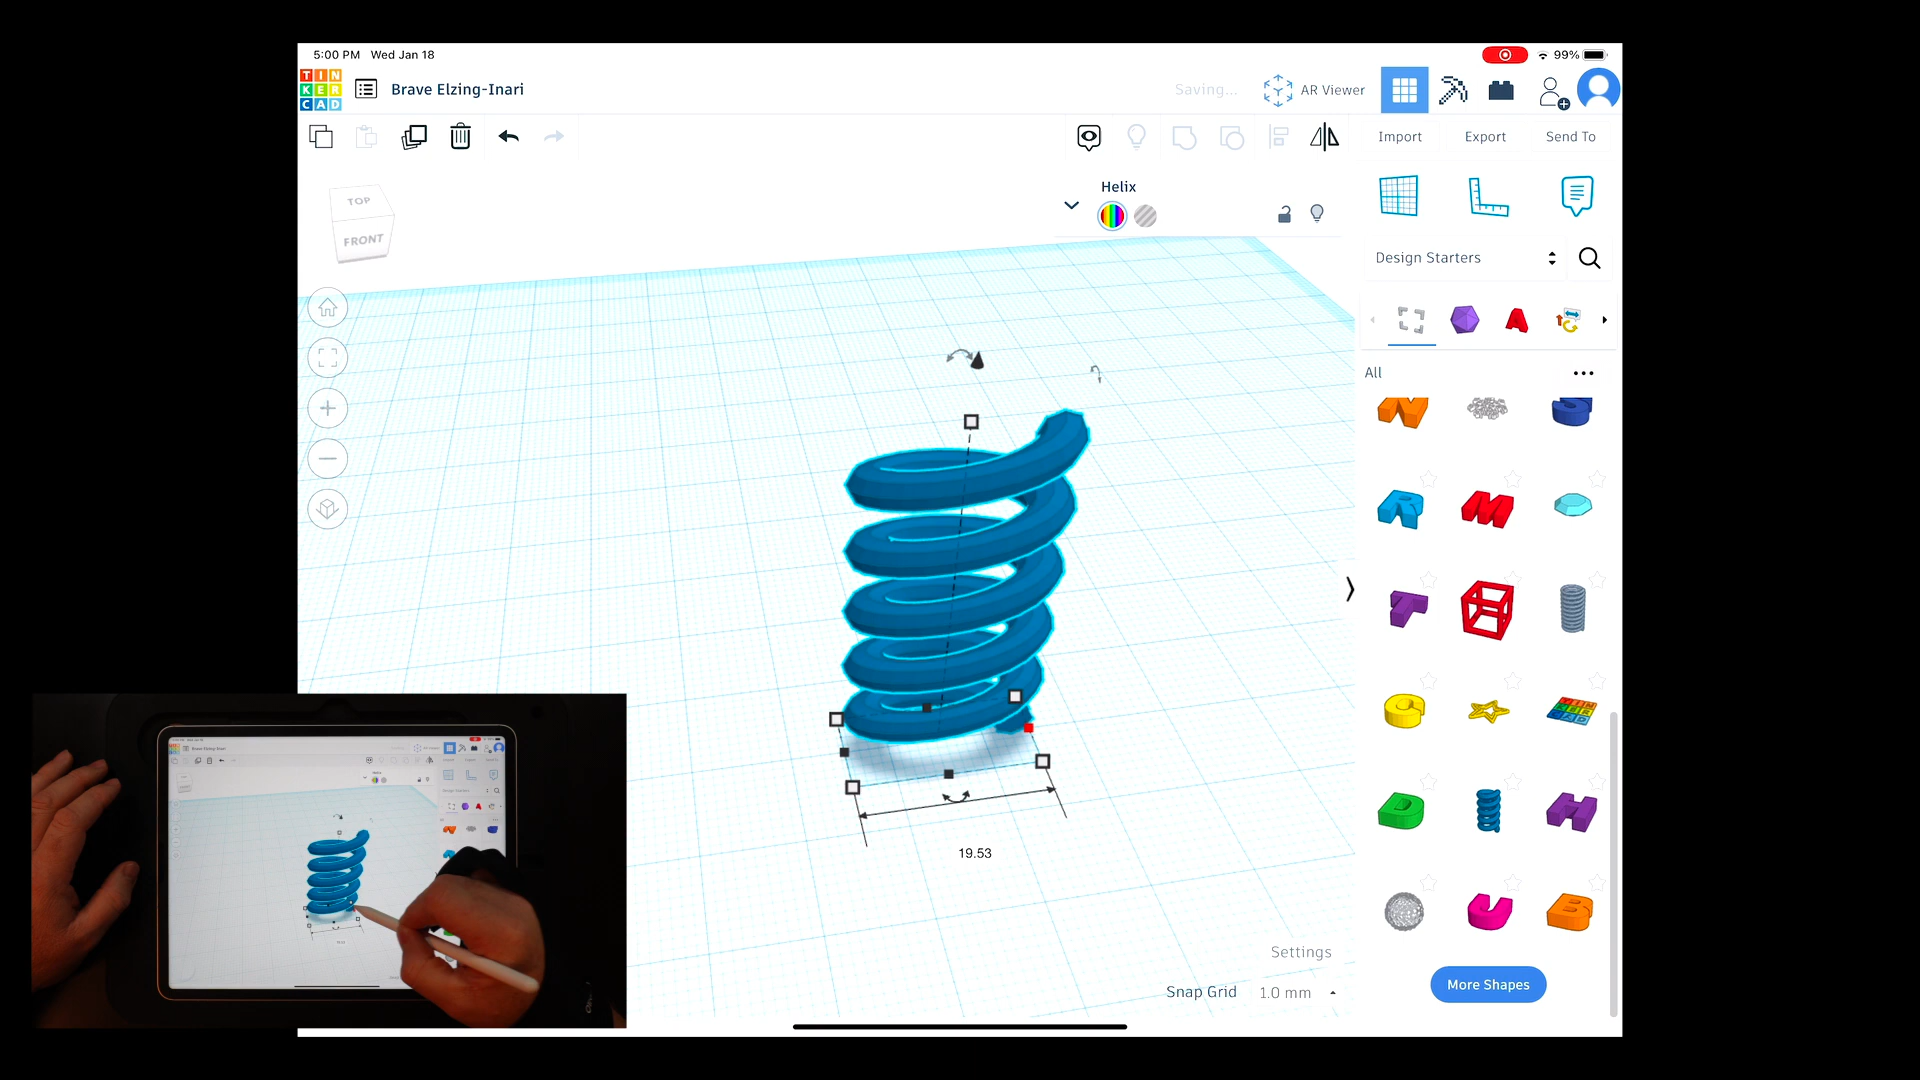 5:00 PM Wed Jan 18
99%
TIN
KER
CAD
Brave Elzing-Inari
Saving...
AR Viewer
Import
Export
Send To
TOP
FRONT
Helix
Design Starters
All
19.53
Settings
Snap Grid 1.0 mm
More Shapes